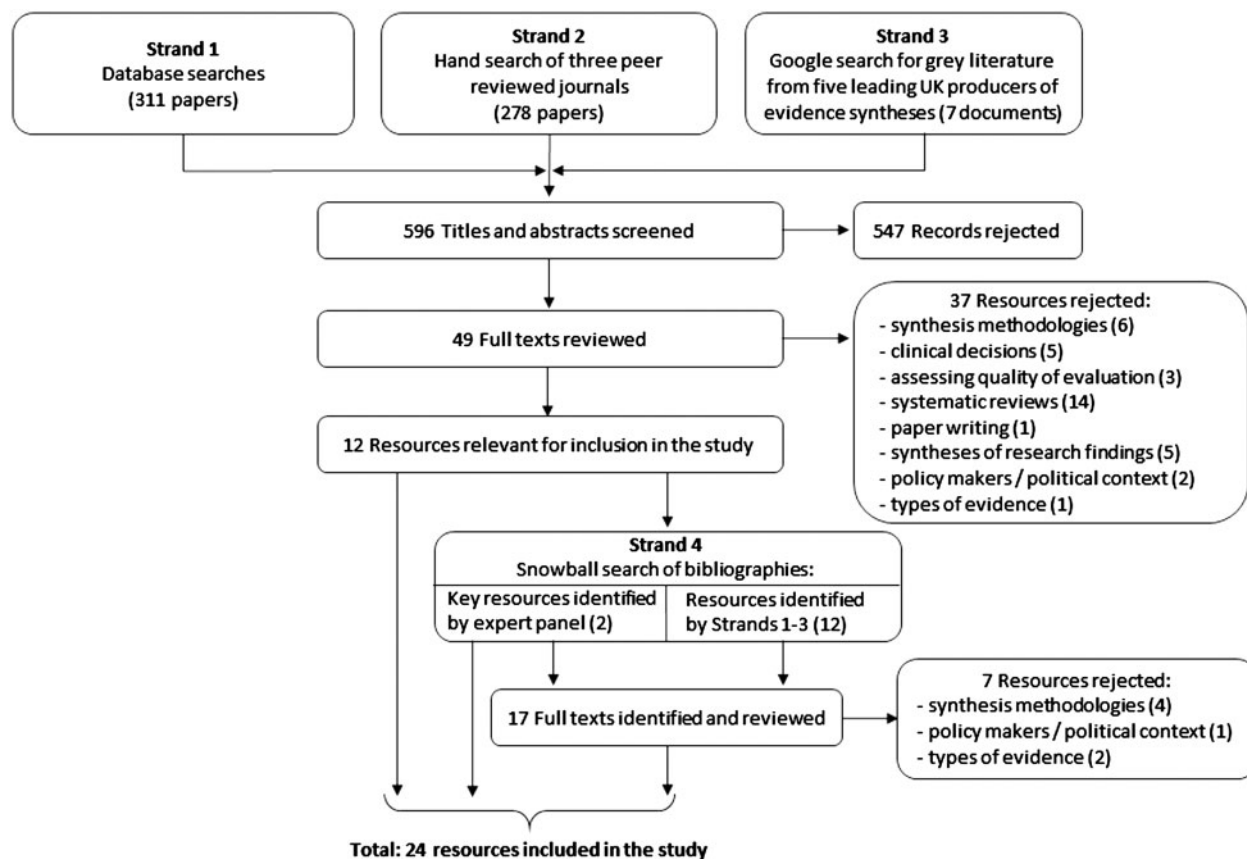 Strand 1
Database searches
(311 papers)
Strand 2
Hand search of three peer
reviewed journals
(278 papers)
Strand 3
Google search for grey literature
from five leading UK producers of
evidence syntheses (7 documents)
596 Titles and abstracts screened
547 Records rejected
49 Full texts reviewed
37 Resources rejected:
- synthesis methodologies (6)
- clinical decisions (5)
- assessing quality of evaluation (3)
- systematic reviews (14)
- paper writing (1)
- syntheses of research findings (5)
- policy makers / political context (2)
- types of evidence (1)
12 Resources relevant for inclusion in the study
Strand 4
Snowball search of bibliographies:
Key resources identified
by expert panel (2)
Resources identified
by Strands 1-3 (12)
17 Full texts identified and reviewed
7 Resources rejected:
- synthesis methodologies (4)
- policy makers / political context (1)
- types of evidence (2)
Total: 24 resources included in the study